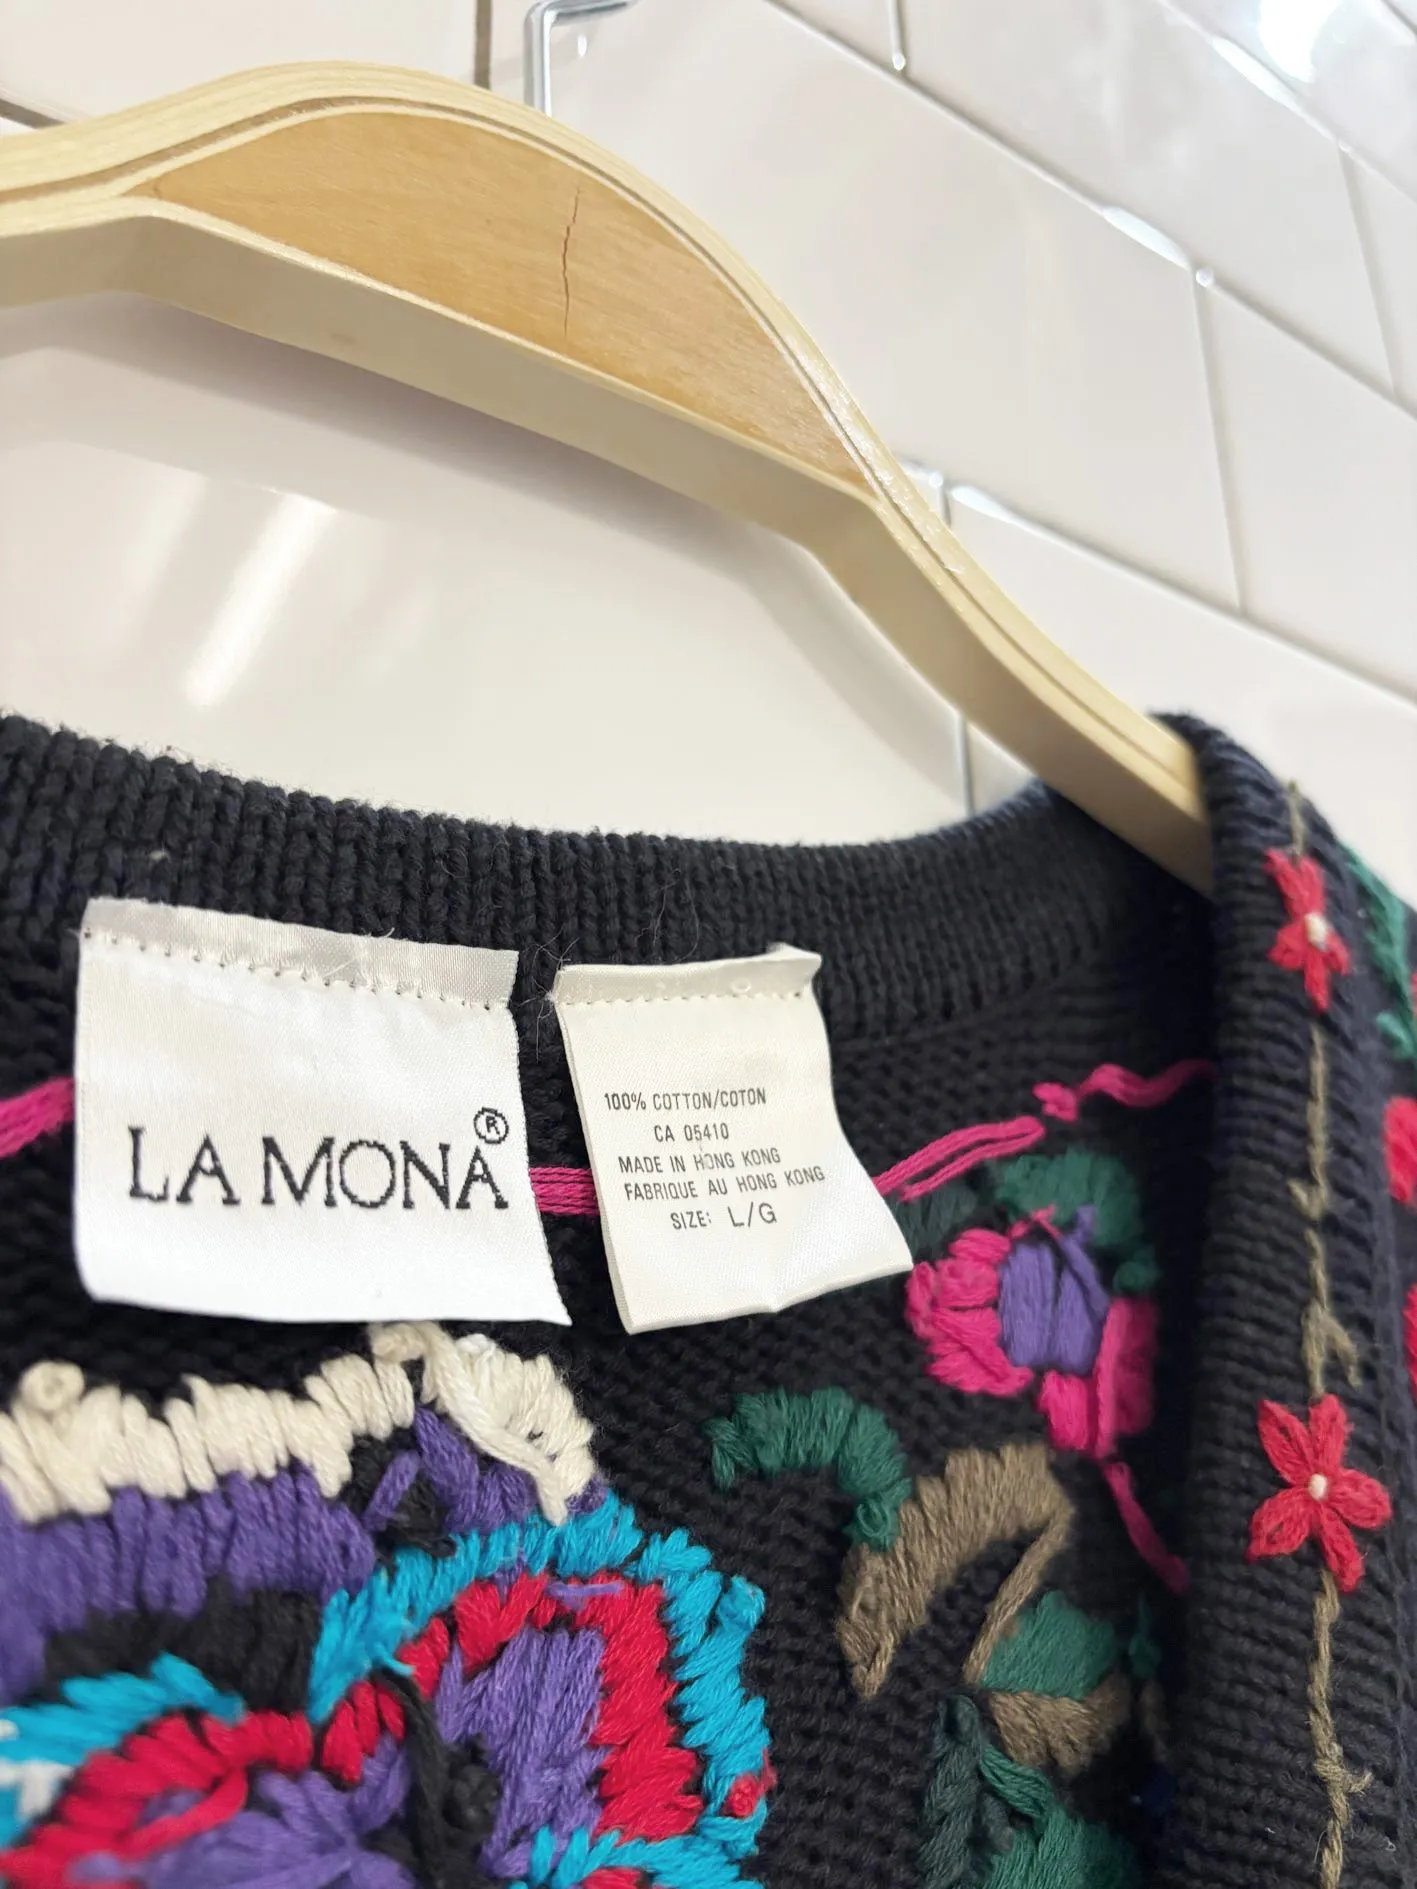 LA MONA®
100% COTTON/COTON
CA 05410
MADE IN HONG KONG
FABRIQUE AU HONG KONG
SIZE: L/G